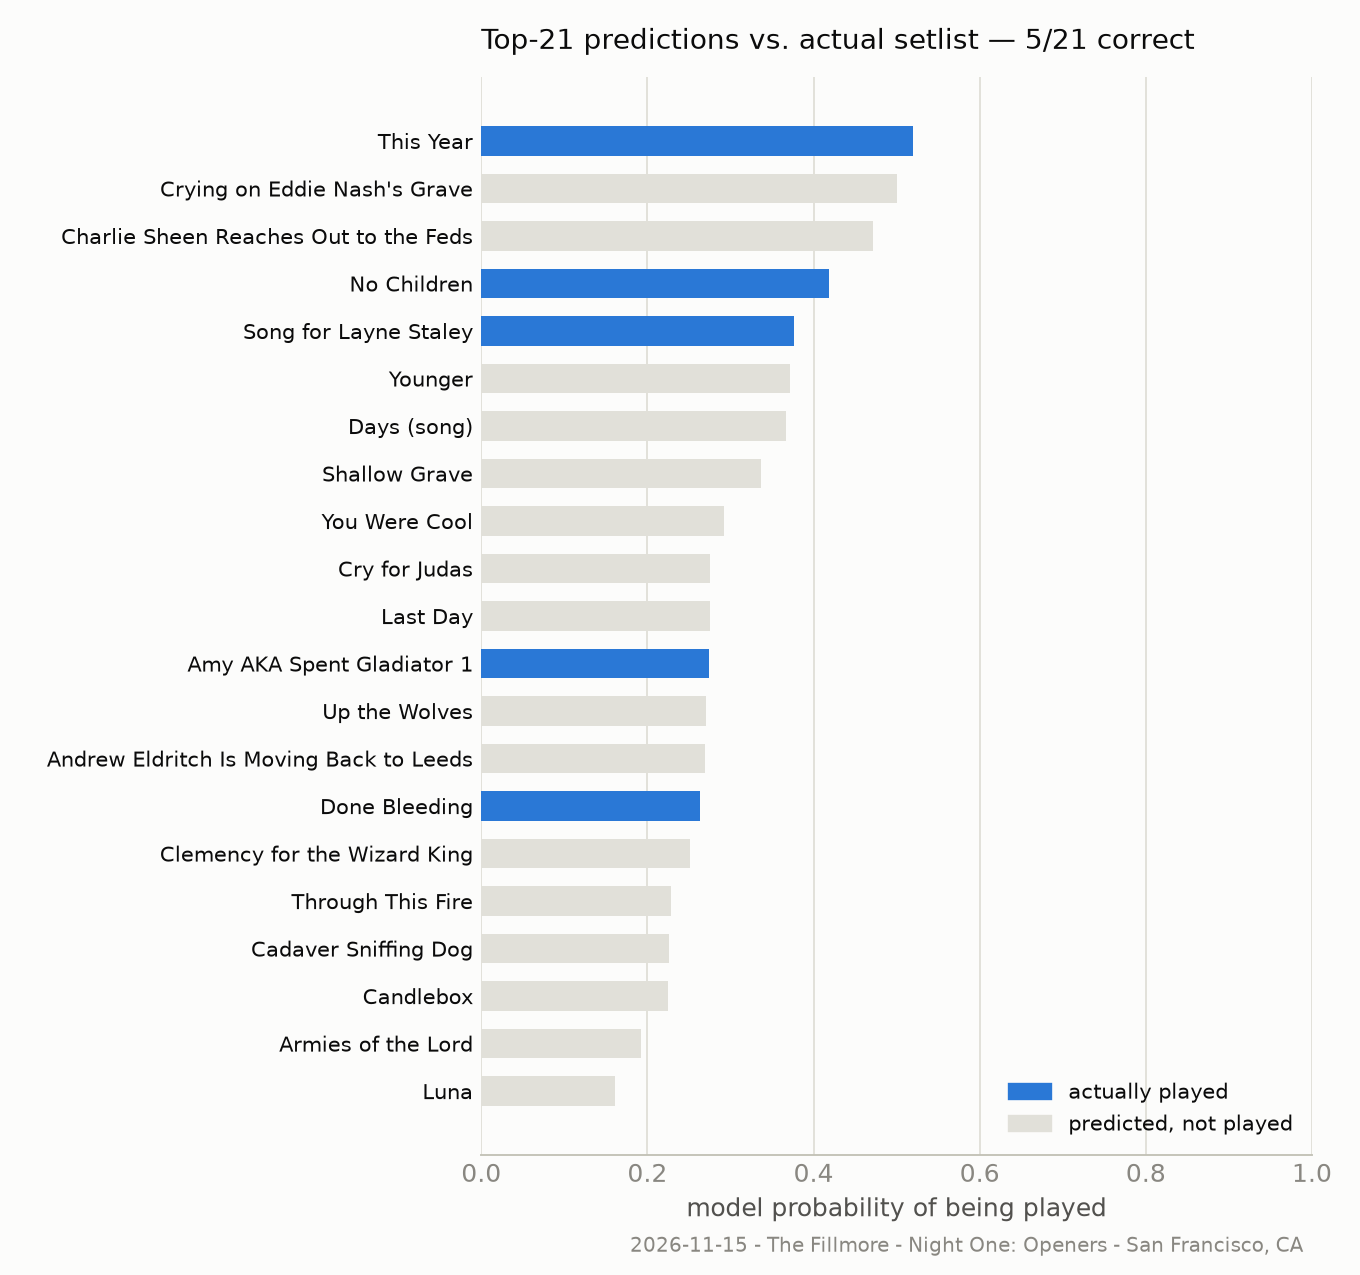 Top-21 predictions vs. actual setlist — 5/21 correct
This Year
Crying on Eddie Nash's Grave
Charlie Sheen Reaches Out to the Feds
No Children
Song for Layne Staley
Younger
Days (song)
Shallow Grave
You Were Cool
Cry for Judas
Last Day
Amy AKA Spent Gladiator 1
Up the Wolves
Andrew Eldritch Is Moving Back to Leeds
Done Bleeding
Clemency for the Wizard King
Through This Fire
Cadaver Sniffing Dog
Candlebox
Armies of the Lord
Luna
actually played
predicted, not played
0.0 0.2 0.4 0.6 0.8 1.0
model probability of being played
2026-11-15 - The Fillmore - Night One: Openers - San Francisco, CA